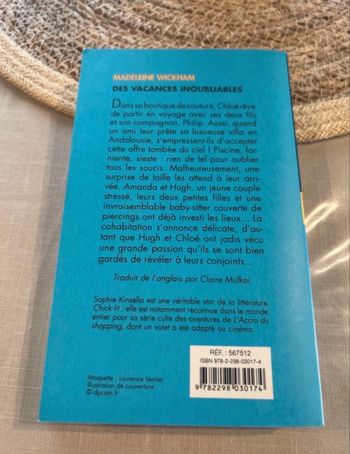 MADELEINE WICKHAM
DES VACANCES INOUBLIABLES
Dans sa boutique de couture, Chloé rêve
de partir en voyage avec ses deux fils
et son compagnon, Philip. Aussi, quand
un ami leur prête sa luxueuse villa en
Andalousie, s'empressent-ils d'accepter
cette offre tombée du ciel ! Piscine, far-
niente, sieste : rien de tel pour oublier
tous les soucis. Malheureusement, une
surprise de taille les attend à leur arri-
vée. Amanda et Hugh, un jeune couple
stressé, leurs deux petites filles et une
invraisemblable baby-sitter couverte de
piercings ont déjà investi les lieux... La
cohabitation s'annonce délicate, d'au-
tant que Hugh et Chloé ont jadis vécu
une grande passion qu'ils se sont bien
gardés de révéler à leurs conjoints...
Traduit de l'anglais par Claire Mulkai
Sophie Kinsella est une véritable star de la littérature
Chick lit : elle est notamment reconnue dans le monde
entier pour sa série culte des aventures de L'Accro du
shopping, dont un volet a été adapté au cinéma.
RÉF. : 567512
ISBN 978-2-298-03017-4
9 782298 030174
Maquette : Laurence Verrier
Illustration de couverture :
© dpcom.fr